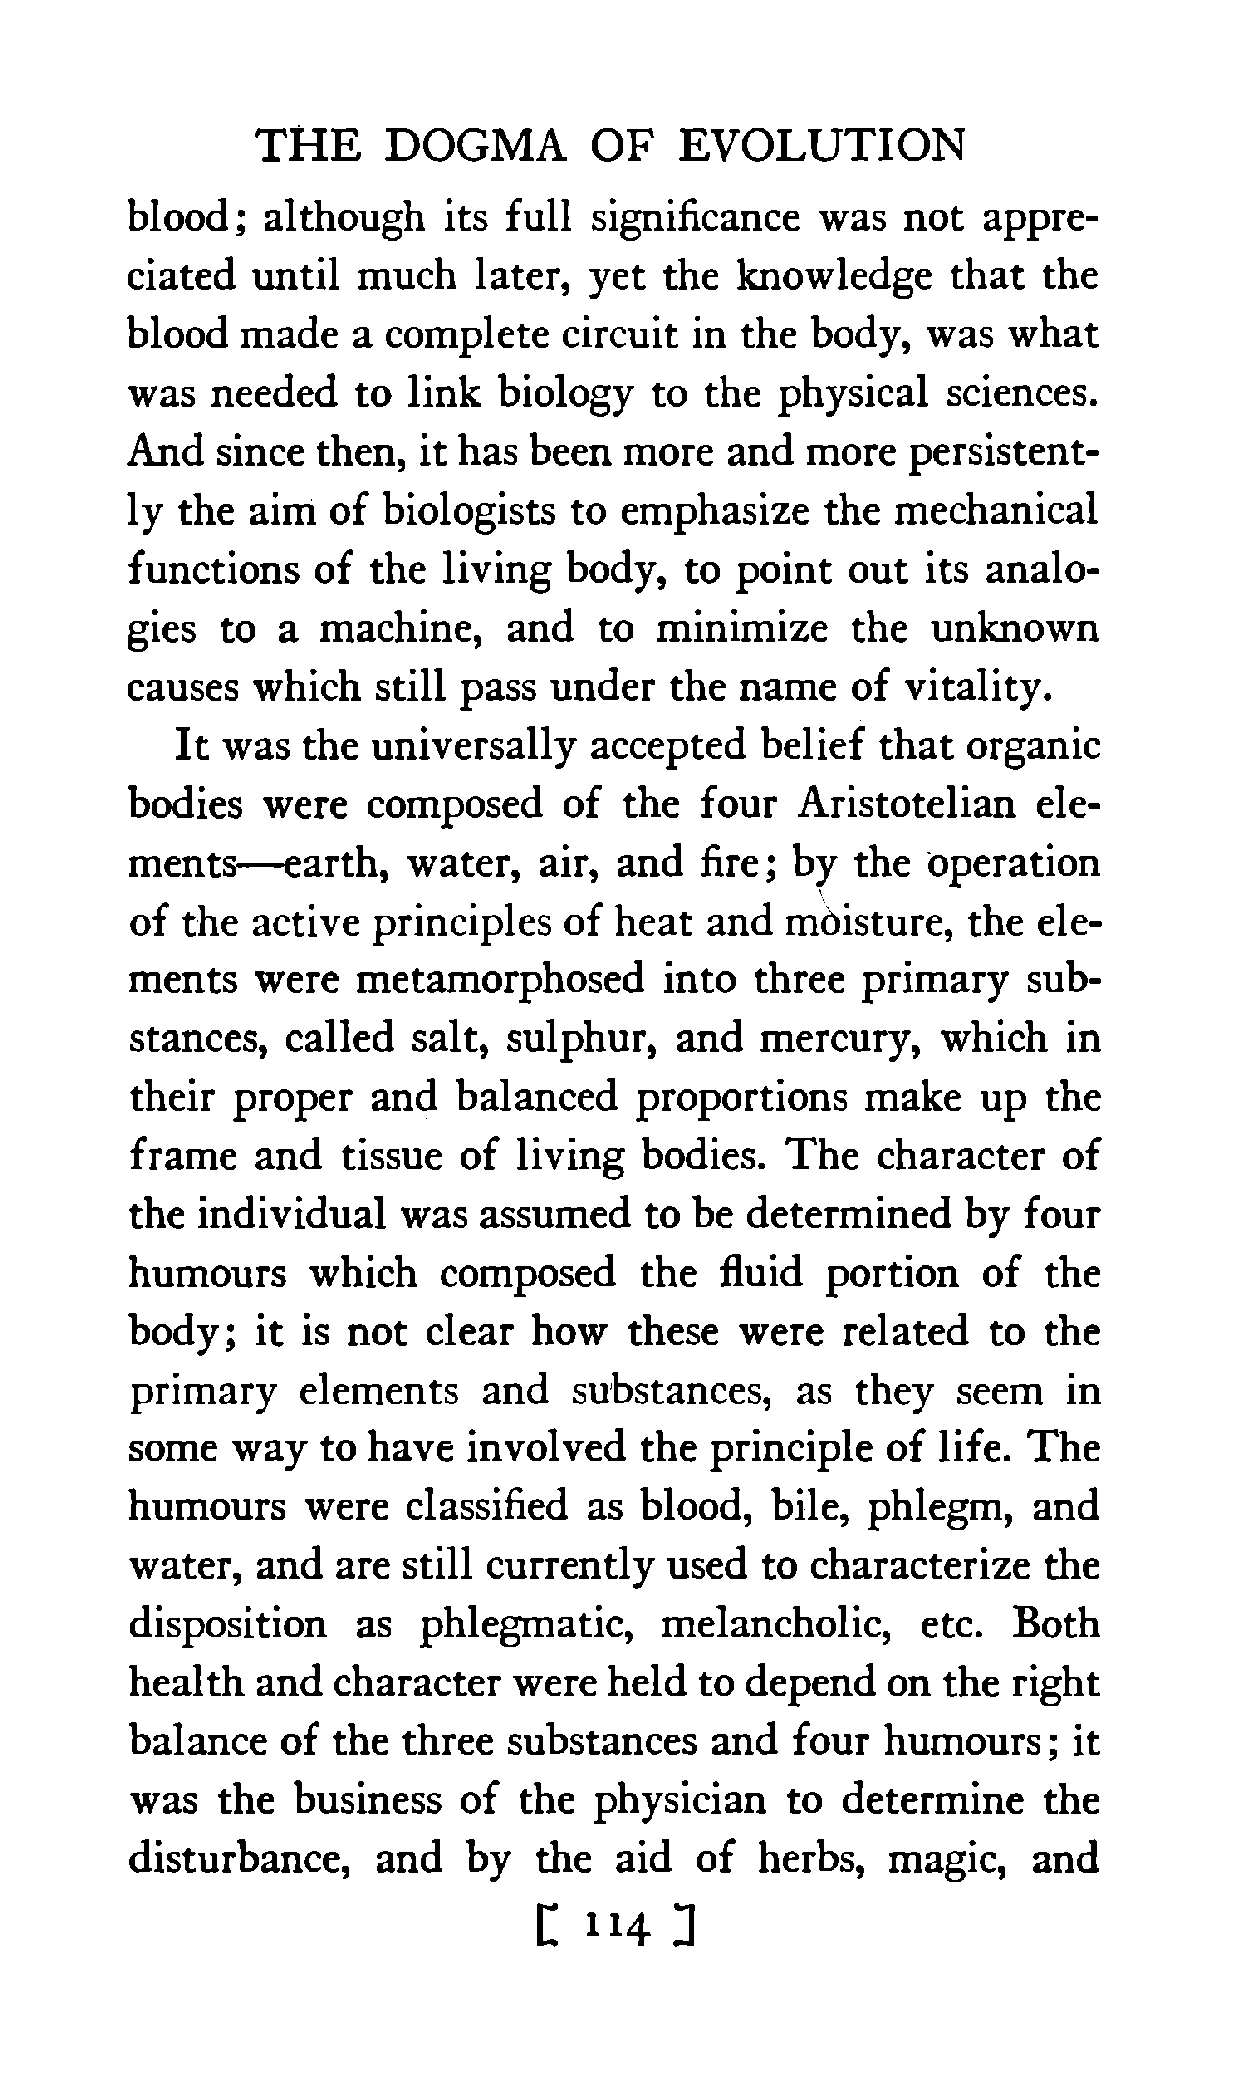 THE DOGMA OF EVOLUTION
blood; although its full significance was not appre-
ciated until much later, yet the knowledge that the
blood made a complete circuit in the body, was what
was needed to link biology to the physical sciences.
And since then, it has been more and more persistent-
ly the aim of biologists to emphasize the mechanical
functions of the living body, to point out its analo-
gies to a machine, and to minimize the unknown
causes which still pass under the name of vitality.
It was the universally accepted belief that organic
bodies were composed of the four Aristotelian ele-
ments—earth, water, air, and fire; by the operation
of the active principles of heat and moisture, the ele-
ments were metamorphosed into three primary sub-
stances, called salt, sulphur, and mercury, which in
their proper and balanced proportions make up the
frame and tissue of living bodies. The character of
the individual was assumed to be determined by four
humours which composed the fluid portion of the
body; it is not clear how these were related to the
primary elements and substances, as they seem in
some way to have involved the principle of life. The
humours were classified as blood, bile, phlegm, and
water, and are still currently used to characterize the
disposition as phlegmatic, melancholic, etc. Both
health and character were held to depend on the right
balance of the three substances and four humours; it
was the business of the physician to determine the
disturbance, and by the aid of herbs, magic, and
[ 114 ]